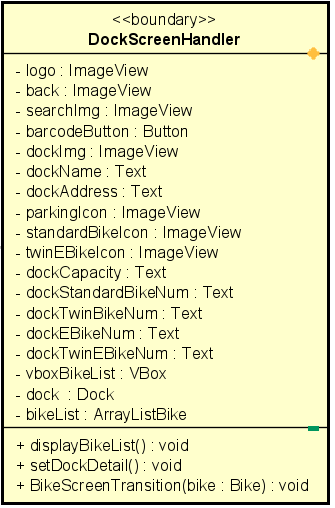 <<boundary>>
DockScreenHandler
- logo : ImageView
- back : ImageView
- searchImg : ImageView
- barcodeButton : Button
- dockImg : ImageView
- dockName : Text
- dockAddress : Text
- parkingIcon : ImageView
- standardBikeIcon : ImageView
- twinEBikeIcon : ImageView
- dockCapacity : Text
- dockStandardBikeNum : Text
- dockTwinBikeNum : Text
- dockEBikeNum : Text
- dockTwinEBikeNum : Text
- vboxBikeList : VBox
- dock : Dock
- bikeList : ArrayListBike
+ displayBikeList() : void
+ setDockDetail() : void
+ BikeScreenTransition(bike : Bike) : void